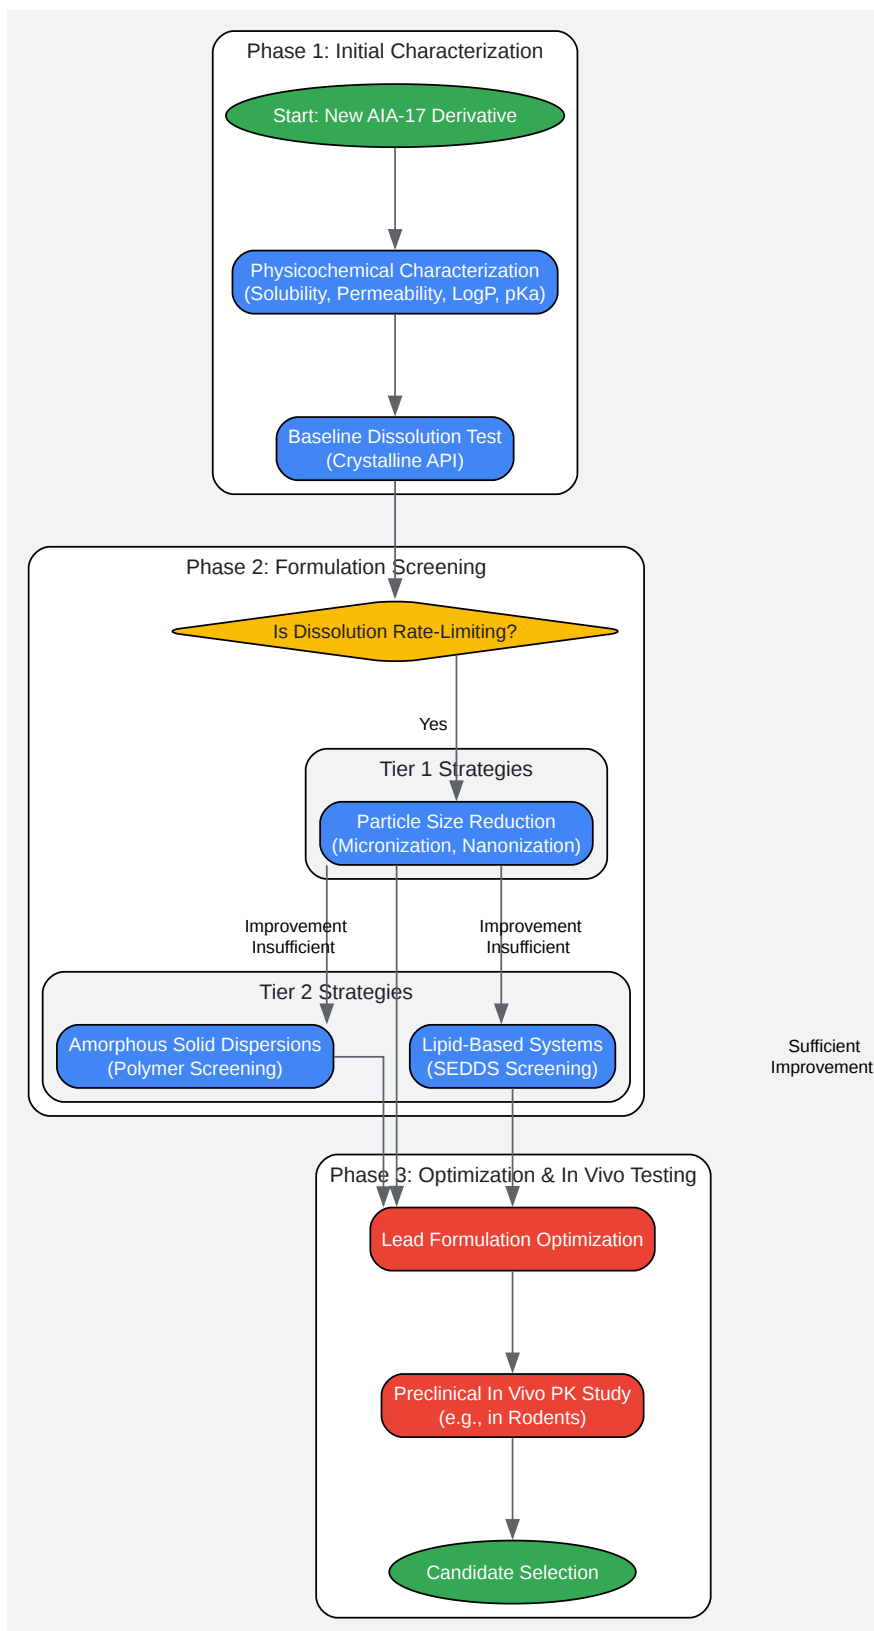 Phase 1: Initial Characterization
Start: New AIA-17 Derivative
Physicochemical Characterization
(Solubility, Permeability, LogP, pKa)
Baseline Dissolution Test
(Crystalline API)
Phase 2: Formulation Screening
Is Dissolution Rate-Limiting?
Yes
Tier 1 Strategies
Particle Size Reduction
(Micronization, Nanonization)
Improvement
Insufficient
Improvement
Insufficient
Tier 2 Strategies
Amorphous Solid Dispersions
(Polymer Screening)
Lipid-Based Systems
(SEDDS Screening)
Sufficient
Improvement
Phase 3: Optimization & In Vivo Testing
Lead Formulation Optimization
Preclinical In Vivo PK Study
(e.g., in Rodents)
Candidate Selection